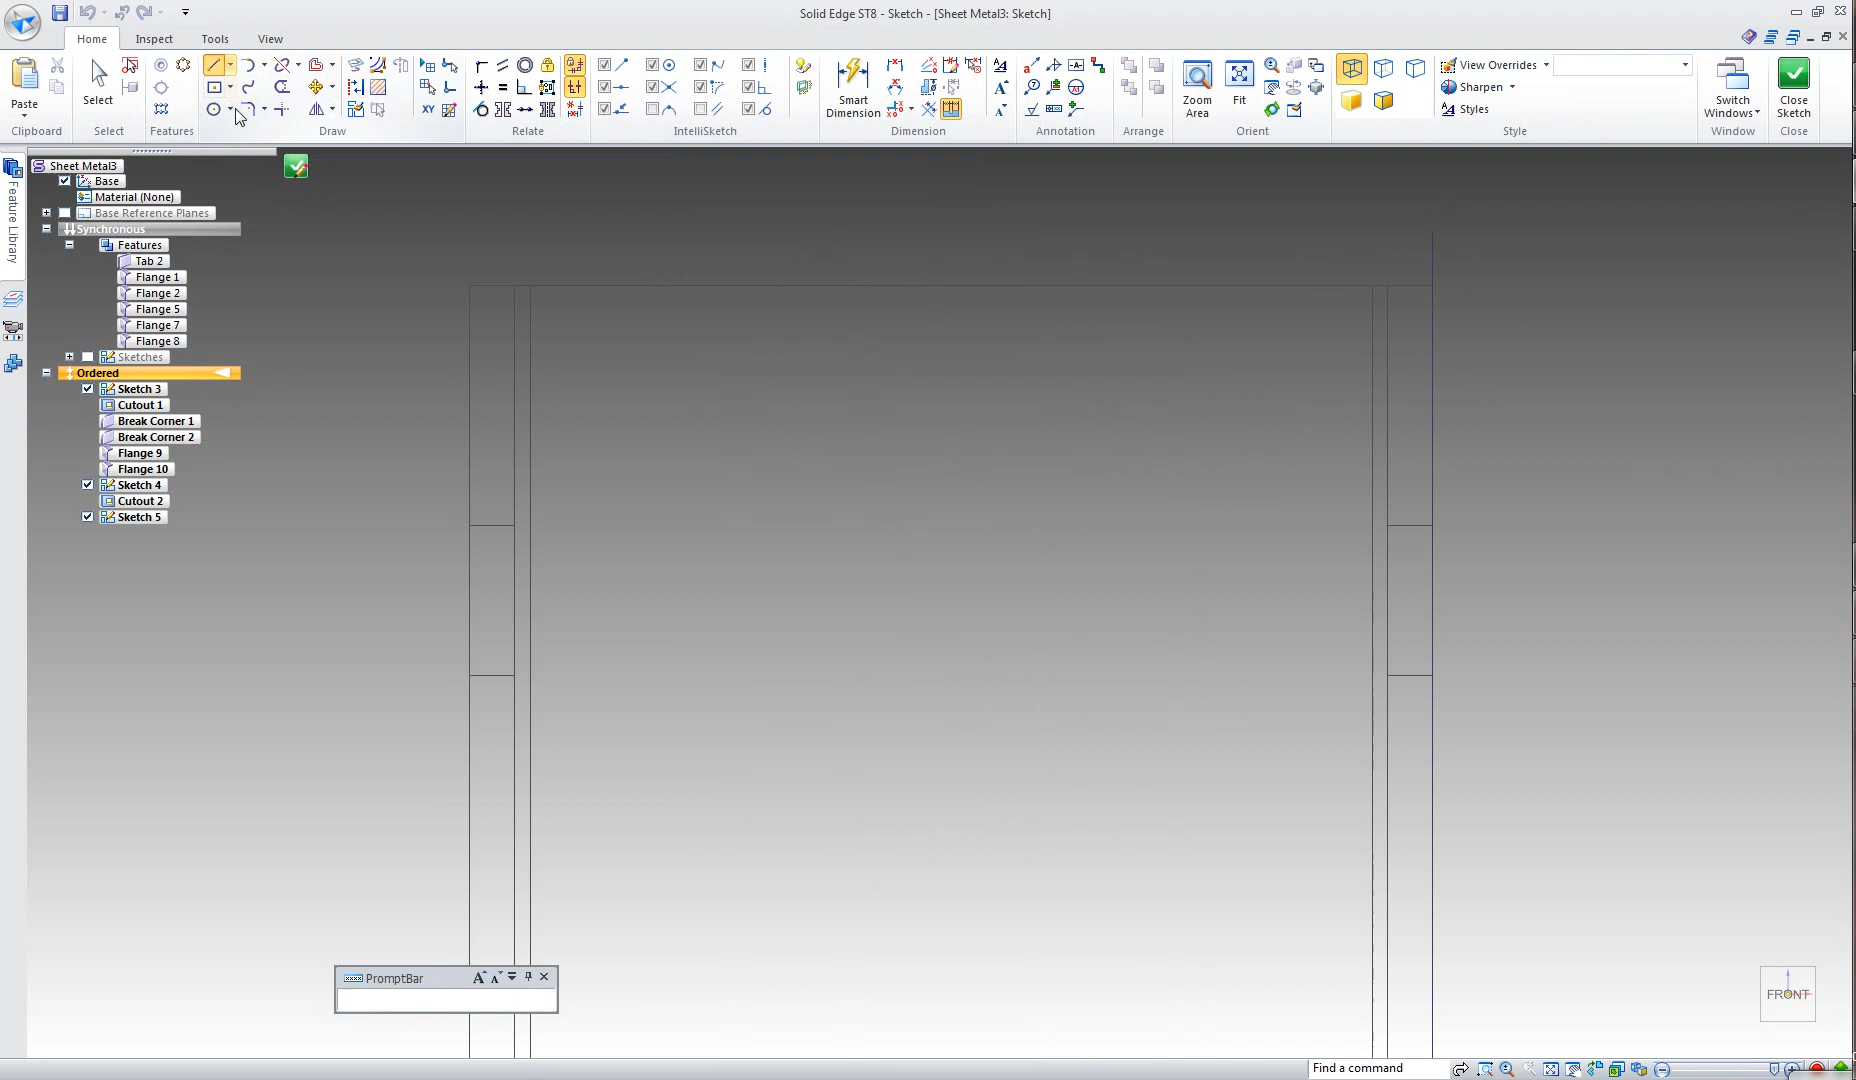 Solid Edge ST8 - Sketch - [Sheet Metal3: Sketch]
Home
Inspect
Tools
View
Paste
Clipboard
Select
Select
Features
Draw
XY
Relate
IntelliSketch
Smart
Dimension
Dimension
Annotation
Arrange
Zoom
Area
Fit
Orient
View Overrides
Sharpen
Styles
Style
Switch
Windows
Window
Close
Sketch
Close
Feature Library
Sheet Metal3
Base
Material (None)
Base Reference Planes
Synchronous
Features
Tab 2
Flange 1
Flange 2
Flange 5
Flange 7
Flange 8
Sketches
Ordered
Sketch 3
Cutout 1
Break Corner 1
Break Corner 2
Flange 9
Flange 10
Sketch 4
Cutout 2
Sketch 5
PromptBar
FRONT
Find a command